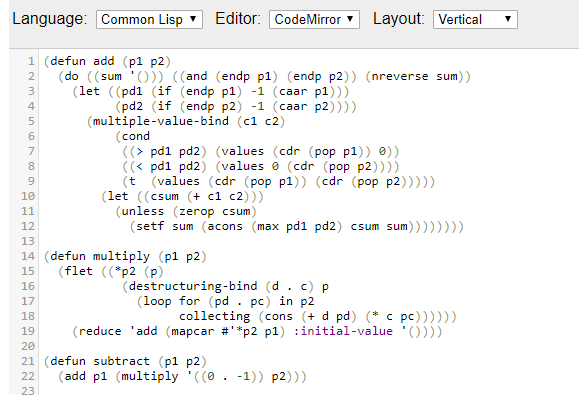 Language: Common Lisp Editor: CodeMirror Layout: Vertical
1 (defun add (p1 p2)
2 (do ((sum '())) ((and (endp p1) (endp p2)) (nreverse sum))
3 (let ((pd1 (if (endp p1) -1 (caar p1)))
4 (pd2 (if (endp p2) -1 (caar p2))))
5 (multiple-value-bind (c1 c2)
6 (cond
7 ((> pd1 pd2) (values (cdr (pop p1)) 0))
8 ((< pd1 pd2) (values 0 (cdr (pop p2))))
9 (t (values (cdr (pop p1)) (cdr (pop p2)))))
10 (let ((csum (+ c1 c2)))
11 (unless (zerop csum)
12 (setf sum (acons (max pd1 pd2) csum sum))))))))
13
14 (defun multiply (p1 p2)
15 (flet ((*p2 (p)
16 (destructuring-bind (d . c) p
17 (loop for (pd . pc) in p2
18 collecting (cons (+ d pd) (* c pc))))))
19 (reduce 'add (mapcar #'*p2 p1) :initial-value '())))
20
21 (defun subtract (p1 p2)
22 (add p1 (multiply '((0 . -1)) p2)))
23